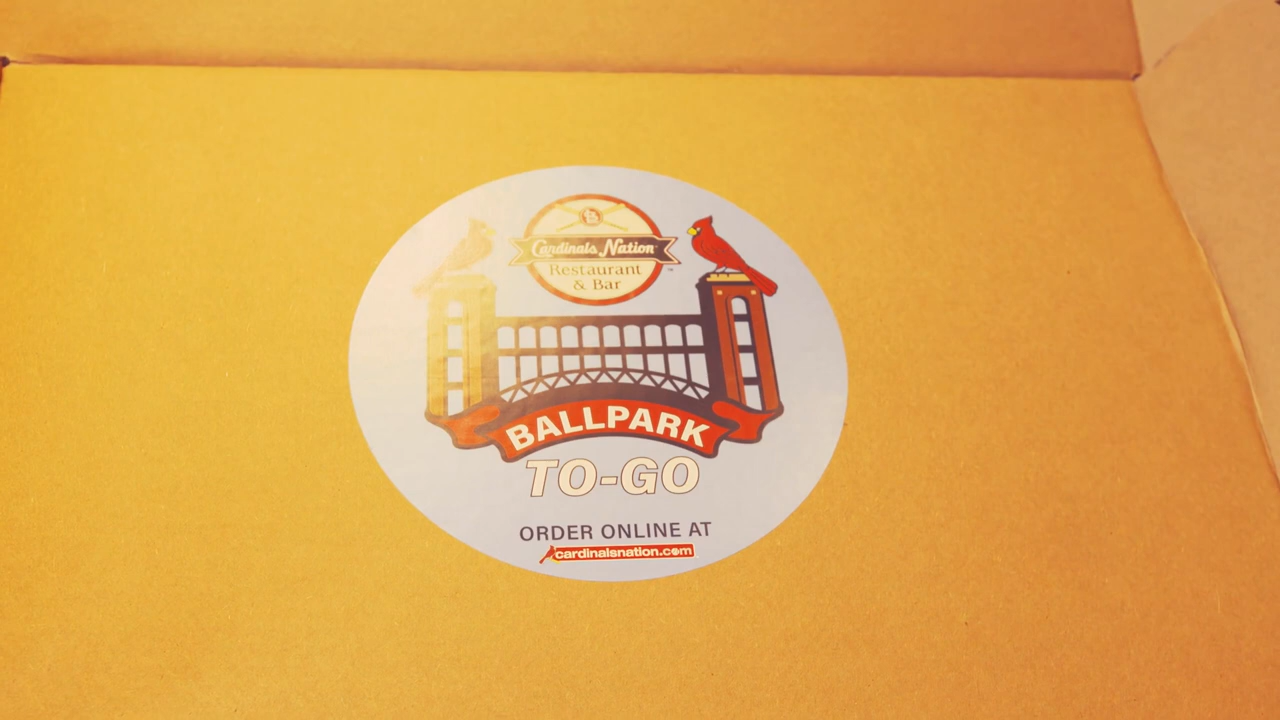 Cardinals Nation
Restaurant
& Bar
BALLPARK
TO-GO
ORDER ONLINE AT
cardinalsnation.com